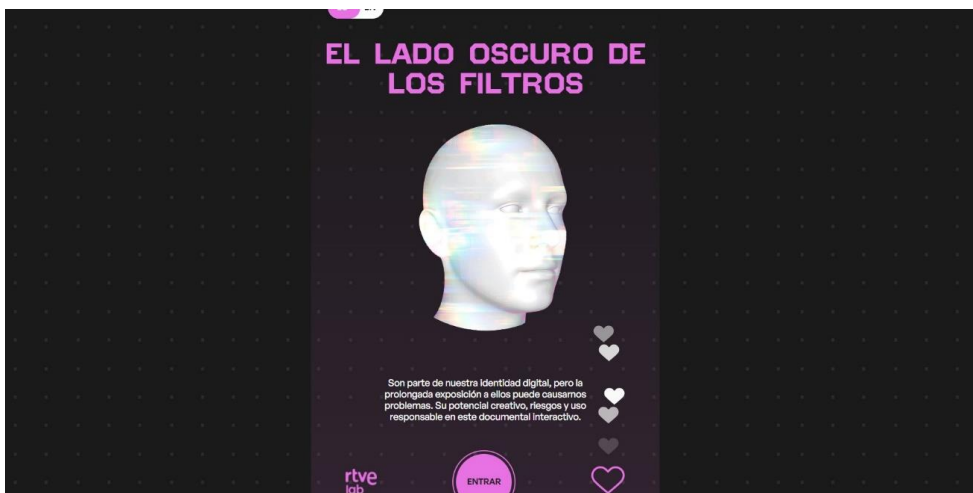 EL LADO OSCURO DE
LOS FILTROS
Son parte de nuestra identidad digital, pero la
prolongada exposición a ellos puede causarnos
problemas. Su potencial creativo, riesgos y uso
responsable en este documental interactivo.
rtve
lab
ENTRAR